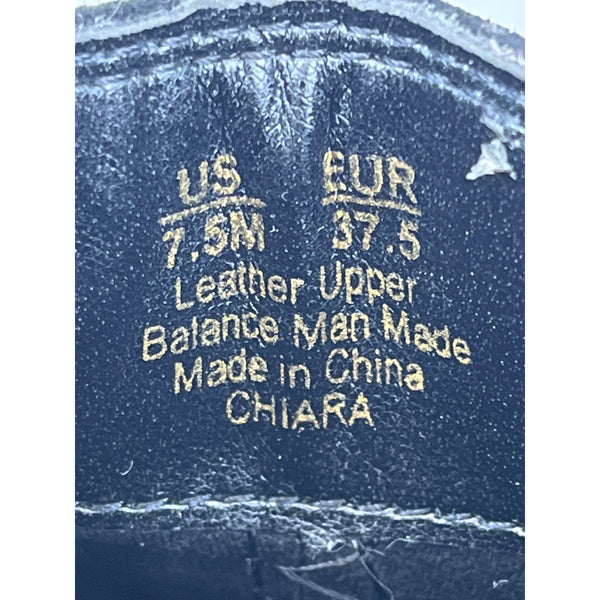 US EUR
7.5M 37.5
Leather Upper
Balance Man Made
Made in China
CHIARA